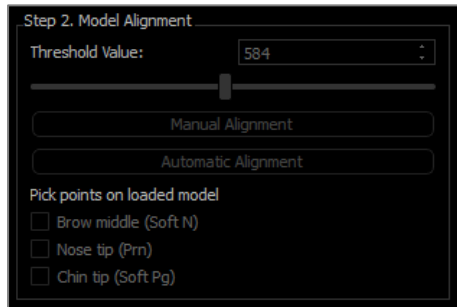 Step 2. Model Alignment
Threshold Value: 584
Manual Alignment
Automatic Alignment
Pick points on loaded model
Brow middle (Soft N)
Nose tip (Prn)
Chin tip (Soft Pg)